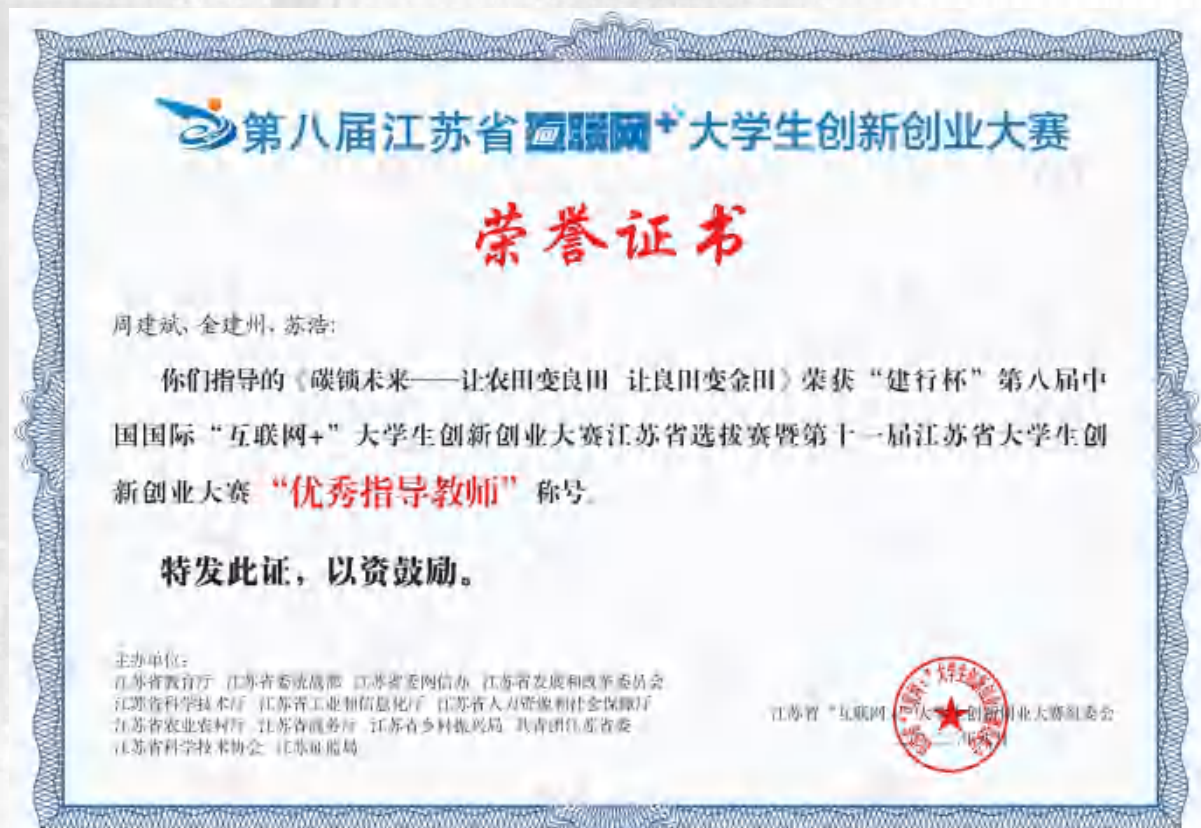 第八届江苏省互联网+大学生创新创业大赛
荣誉证书
周建斌、金建州、苏浩:
你们指导的《碳锁未来——让农田变良田 让良田变金田》荣获“建行杯”第八届中
国国际“互联网+”大学生创新创业大赛江苏省选拔赛暨第十一届江苏省大学生创
新创业大赛“优秀指导教师”称号。
特发此证，以资鼓励。
主办单位:
江苏省教育厅 江苏省委统战部 江苏省委网信办 江苏省发展和改革委员会
江苏省科学技术厅 江苏省工业和信息化厅 江苏省人力资源和社会保障厅
江苏省农业农村厅 江苏省商务厅 江苏省乡村振兴局 共青团江苏省委
江苏省科学技术协会 江苏
江苏省“互联网+”大学生创新创业大赛组委会